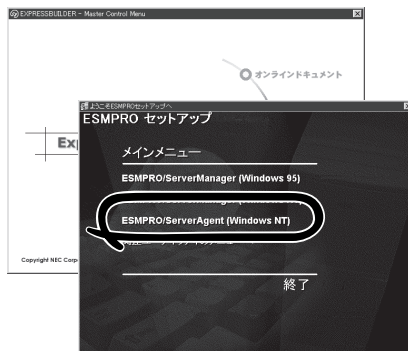 EXPRESSBUILDER - Master Control Menu
オンラインドキュメント
Ex
Copyright NEC Corp
ようこそESMPROセットアップへ
ESMPRO セットアップ
メインメニュー
ESMPRO/ServerManager (Windows 95)
ESMPRO/ServerAgent (Windows NT)
終了